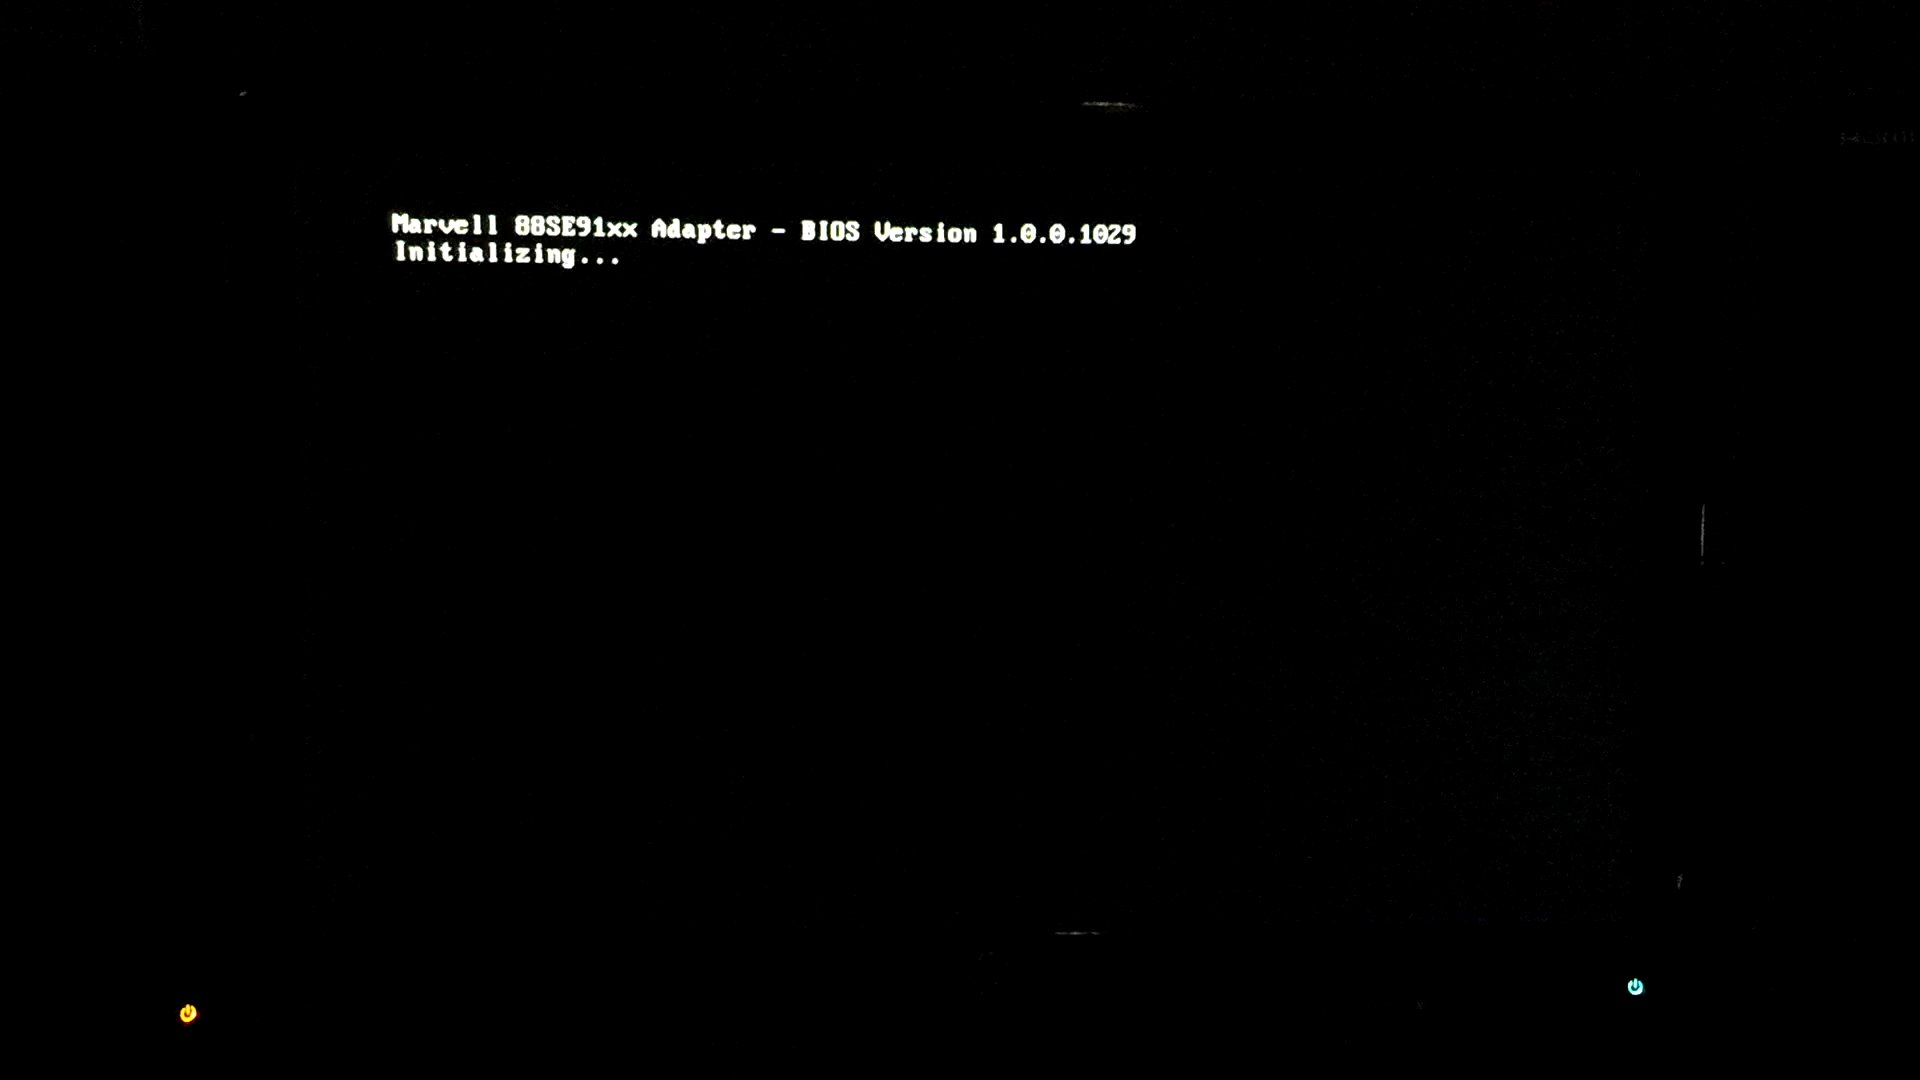 Marvell 88SE91xx Adapter - BIOS Version 1.0.0.1029
Initializing...